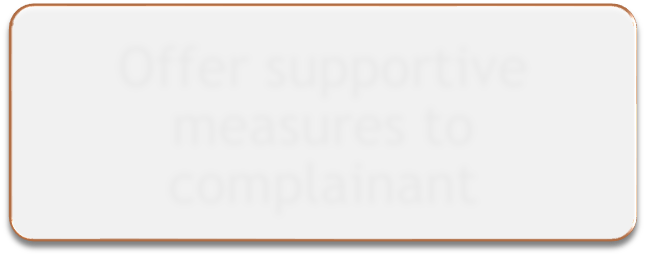 Offer supportive
measures to
complainant